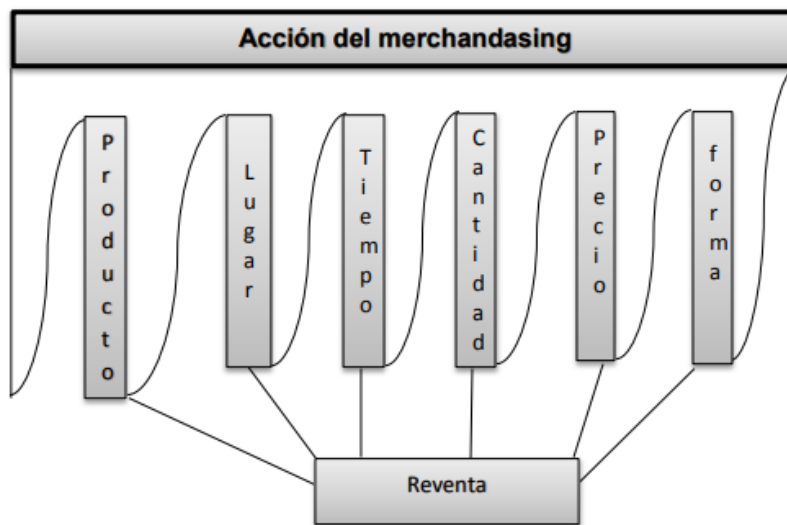 Acción del merchandasing
Producto
Lugar
Tiempo
Cantidad
Precio
forma
Reventa